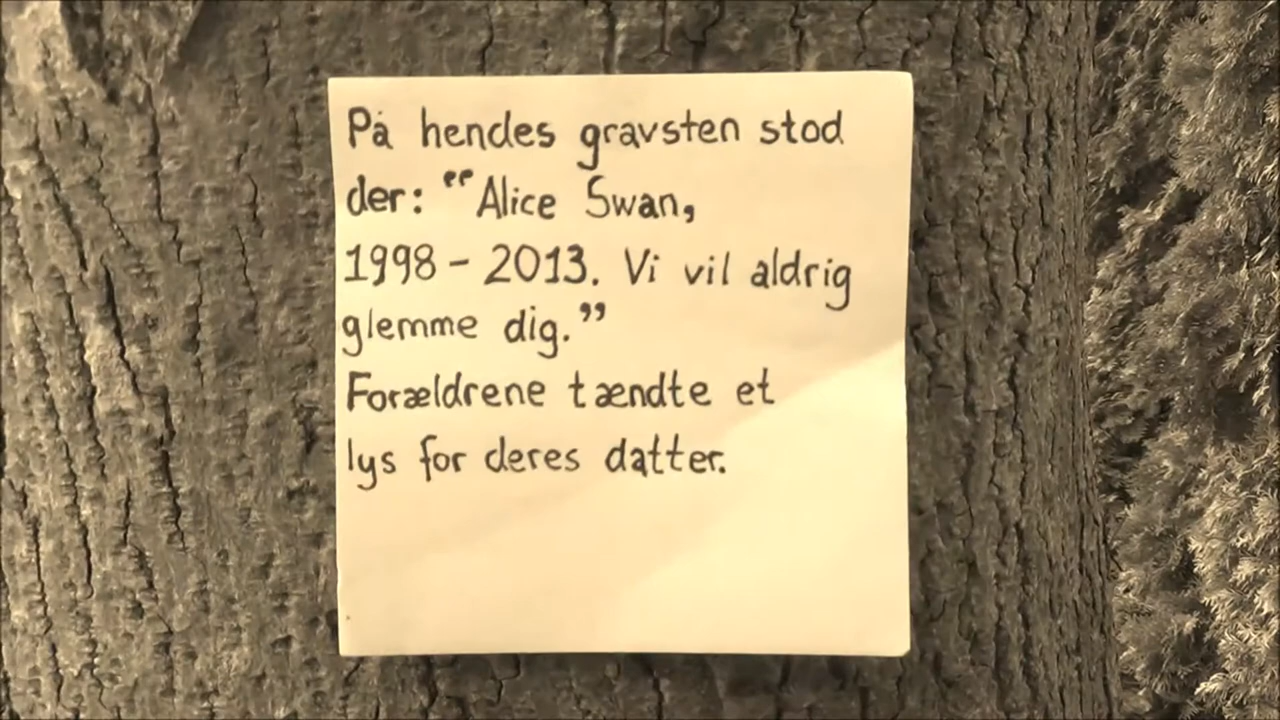 På hendes gravsten stod
der: "Alice Swan,
1998 - 2013. Vi vil aldrig
glemme dig."
Forældrene tændte et
lys for deres datter.